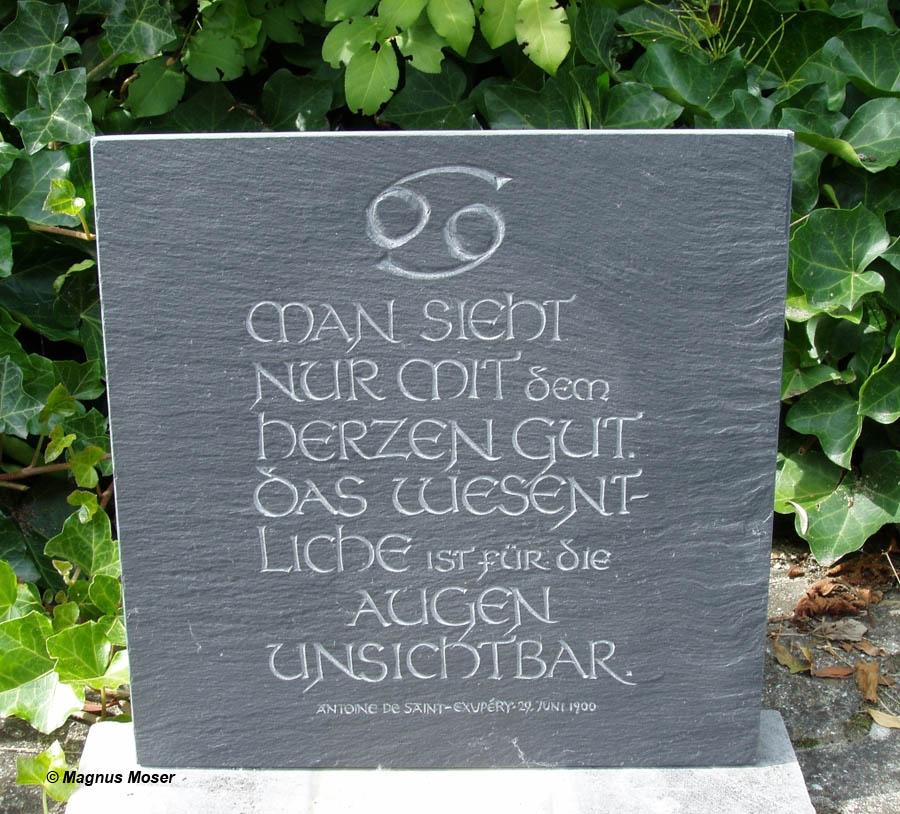 MAN SIEHT
NUR MIT dem
HERZEN GUT.
DAS WESENT-
LICHE IST FÜR DIE
AUGEN
UNSICHTBAR.
ANTOINE DE SAINT-EXUPÉRY·29. JUNI 1900
© Magnus Moser